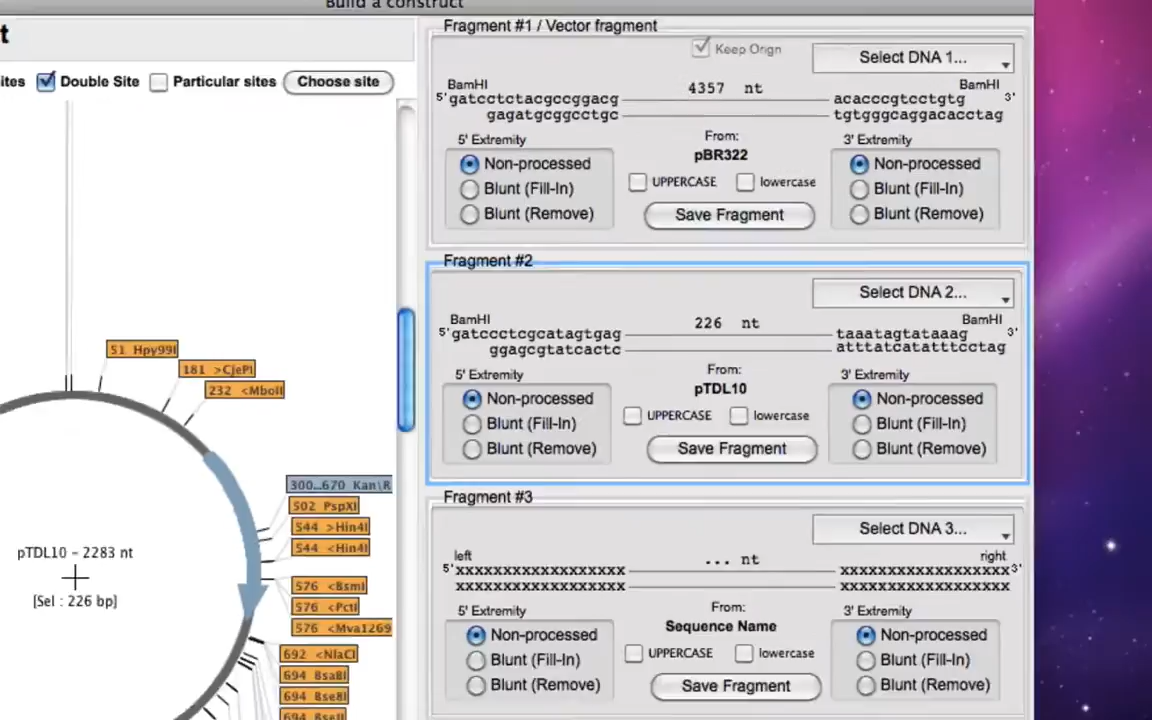 Build a construct
t
ites Double Site Particular sites Choose site
51 Hpy99I
181 >CjePI
232 <MboII
300...670 Kan\R
502 PspXI
544 >Hin4I
544 <Hin4I
576 <BsmI
576 <PctI
576 <Mva1269
692 <NlaCI
694 BsaBI
694 Bse8I
pTDL10 - 2283 nt
[Sel : 226 bp]
Fragment #1 / Vector fragment
Keep Orign
Select DNA 1...
BamHI 4357 nt BamHI
5' gatcctctacgccggacg acacccgtcctgtg 3'
gagatgcggcctgc tgtgggcaggacacctag
From:
5' Extremity 3' Extremity
pBR322
Non-processed Non-processed
UPPERCASE lowercase
Blunt (Fill-In) Blunt (Fill-In)
Blunt (Remove) Save Fragment Blunt (Remove)
Fragment #2
Select DNA 2...
BamHI 226 nt BamHI
5' gatccctcgcatagtgag taaatagtataaag 3'
ggagcgtatcactc atttatcatatttcctag
From:
5' Extremity 3' Extremity
pTDL10
Non-processed Non-processed
UPPERCASE lowercase
Blunt (Fill-In) Blunt (Fill-In)
Blunt (Remove) Save Fragment Blunt (Remove)
Fragment #3
Select DNA 3...
left ... nt right
5' xxxxxxxxxxxxxxxxxx xxxxxxxxxxxxxxxxxx 3'
xxxxxxxxxxxxxxxxxx xxxxxxxxxxxxxxxxxx
From:
5' Extremity 3' Extremity
Sequence Name
Non-processed Non-processed
UPPERCASE lowercase
Blunt (Fill-In) Blunt (Fill-In)
Blunt (Remove) Save Fragment Blunt (Remove)